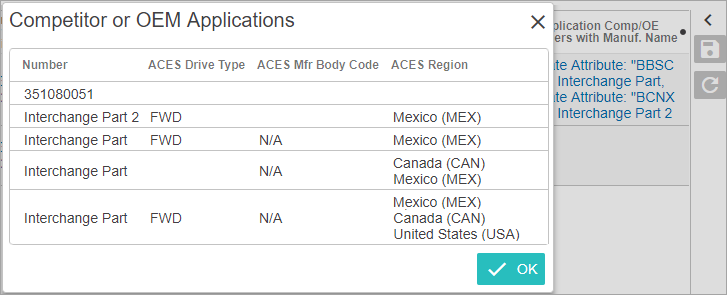 Competitor or OEM Applications
Number ACES Drive Type ACES Mfr Body Code ACES Region
351080051
Interchange Part 2 FWD Mexico (MEX)
Interchange Part FWD N/A Mexico (MEX)
Interchange Part N/A Canada (CAN)
Mexico (MEX)
Interchange Part FWD N/A Mexico (MEX)
Canada (CAN)
United States (USA)
OK
plication Comp/OE
ers with Manuf. Name
te Attribute: "BBSC
Interchange Part,
te Attribute: "BCNX
Interchange Part 2